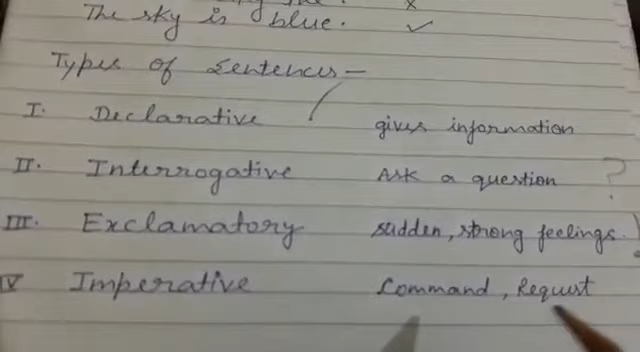 The sky is blue. ✓
Types of Sentences —
I. Declarative gives information
II. Interrogative Ask a question ?
III. Exclamatory sudden, strong feelings !
IV Imperative Command, Request